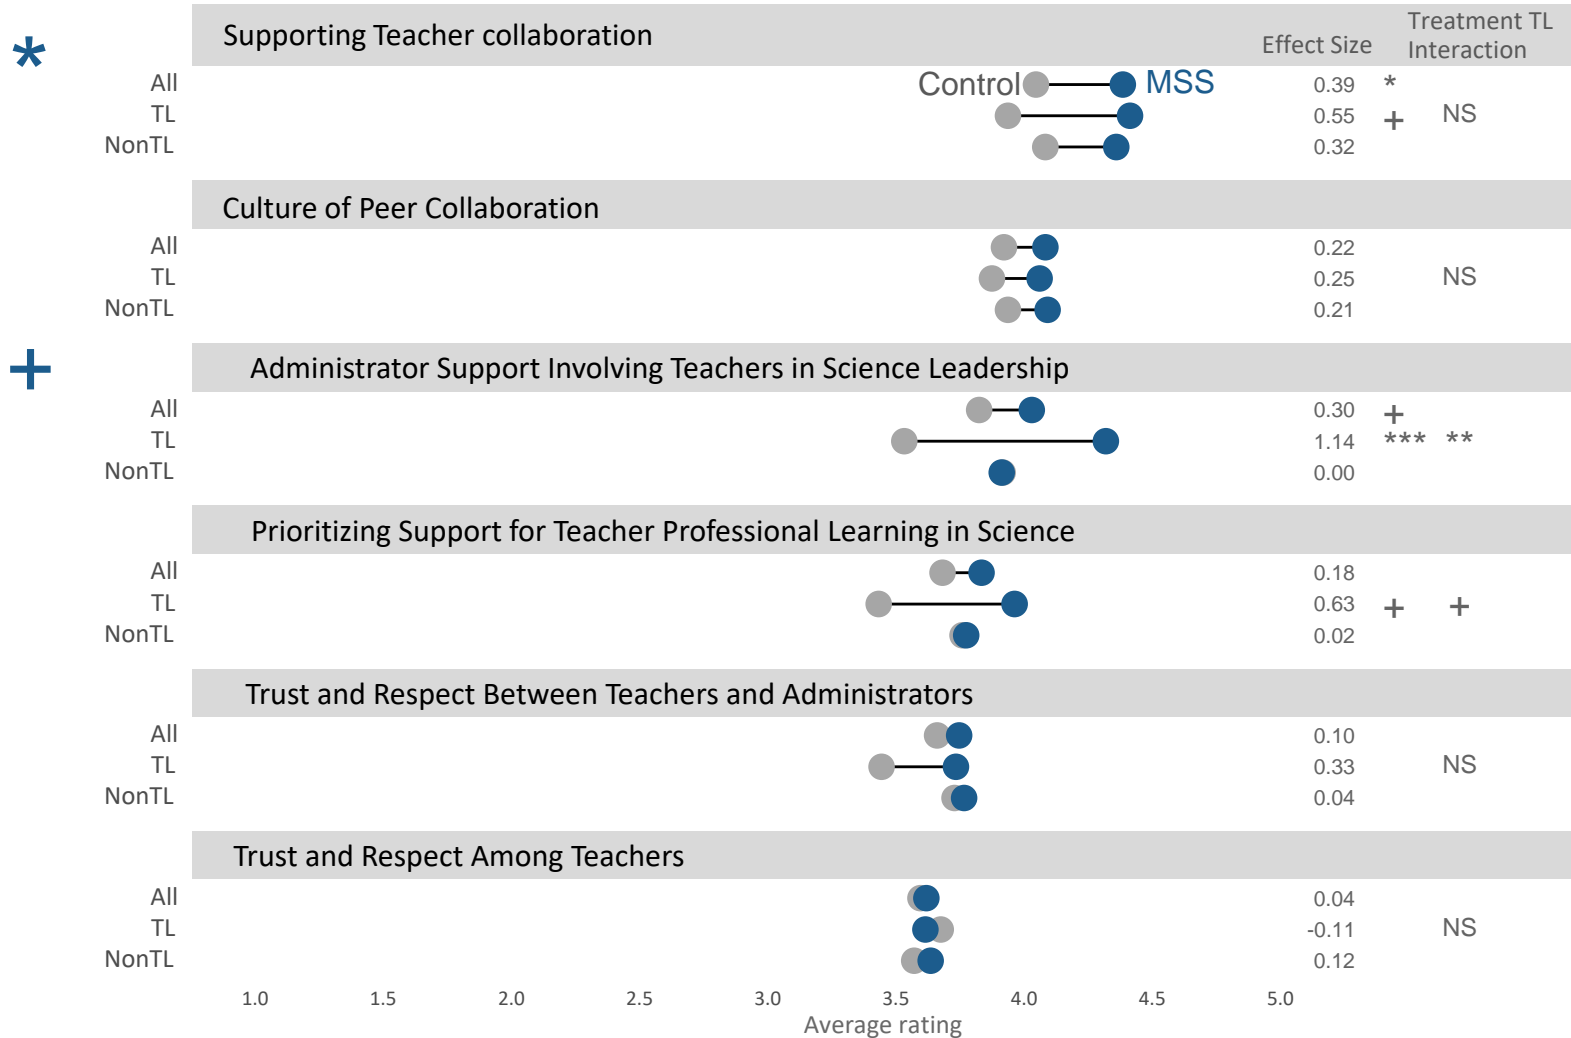 Supporting Teacher collaboration Effect Size Treatment TL Interaction
*
All Control MSS 0.39 *
TL 0.55 + NS
NonTL 0.32
Culture of Peer Collaboration
All 0.22
TL 0.25 NS
NonTL 0.21
+ Administrator Support Involving Teachers in Science Leadership
All 0.30 +
TL 1.14 *** **
NonTL 0.00
Prioritizing Support for Teacher Professional Learning in Science
All 0.18
TL 0.63 + +
NonTL 0.02
Trust and Respect Between Teachers and Administrators
All 0.10
TL 0.33 NS
NonTL 0.04
Trust and Respect Among Teachers
All 0.04
TL -0.11 NS
NonTL 0.12
1.0 1.5 2.0 2.5 3.0 3.5 4.0 4.5 5.0
Average rating